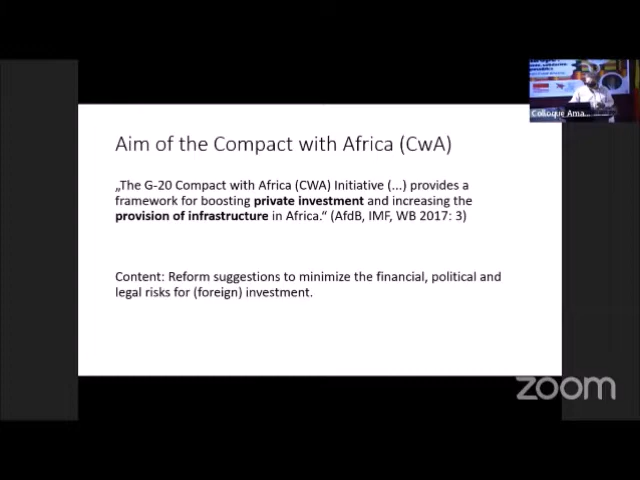 Aim of the Compact with Africa (CwA)
„The G-20 Compact with Africa (CWA) Initiative (...) provides a
framework for boosting private investment and increasing the
provision of infrastructure in Africa.“ (AfdB, IMF, WB 2017: 3)
Content: Reform suggestions to minimize the financial, political and
legal risks for (foreign) investment.
Colloque Ama...
zoom